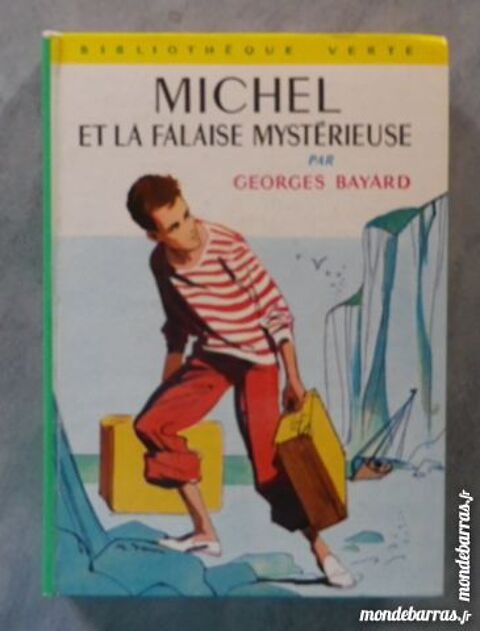 BIBLIOTHÈQUE VERTE
MICHEL
ET LA FALAISE MYSTÉRIEUSE
PAR
GEORGES BAYARD
mondebarras.fr
mondebarras.fr